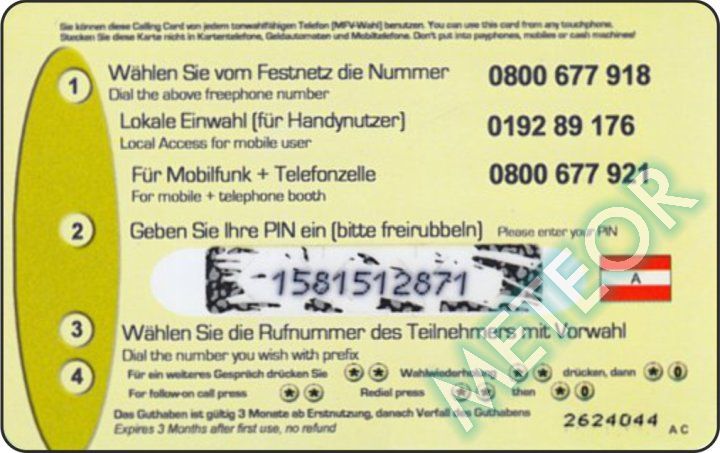 Sie können diese Calling Card von jedem tonwahlfähigen Telefon [MFV-Wahl] benutzen. You can use this card from any touchphone.
Stecken Sie diese Karte nicht in Kartentelefone, Geldautomaten und Mobiltelefone. Don't put into payphones, mobiles or cash machines!
1 Wählen Sie vom Festnetz die Nummer 0800 677 918
Dial the above freephone number
Lokale Einwahl (für Handynutzer) 0192 89 176
Local Access for mobile user
Für Mobilfunk + Telefonzelle 0800 677 921
For mobile + telephone booth
2 Geben Sie Ihre PIN ein (bitte freirubbeln) Please enter your PIN
1581512871
A
3 Wählen Sie die Rufnummer des Teilnehmers mit Vorwahl
Dial the number you wish with prefix
4 Für ein weiteres Gespräch drücken Sie * * Wahlwiederholung * * drücken, dann * 0
For follow-on call press * * Redial press * * then * 0
Das Guthaben ist gültig 3 Monate ab Erstnutzung, danach Verfall des Guthabens
Expires 3 Months after first use, no refund
2624044 A C
METEOR